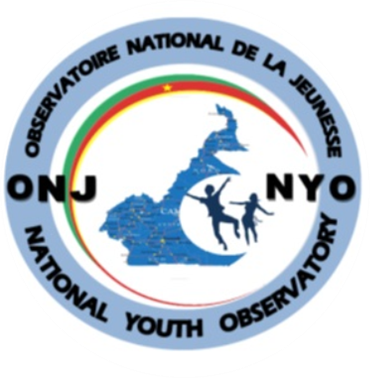 OBSERVATOIRE NATIONAL DE LA JEUNESSE
ONJ
NYO
NATIONAL YOUTH OBSERVATORY